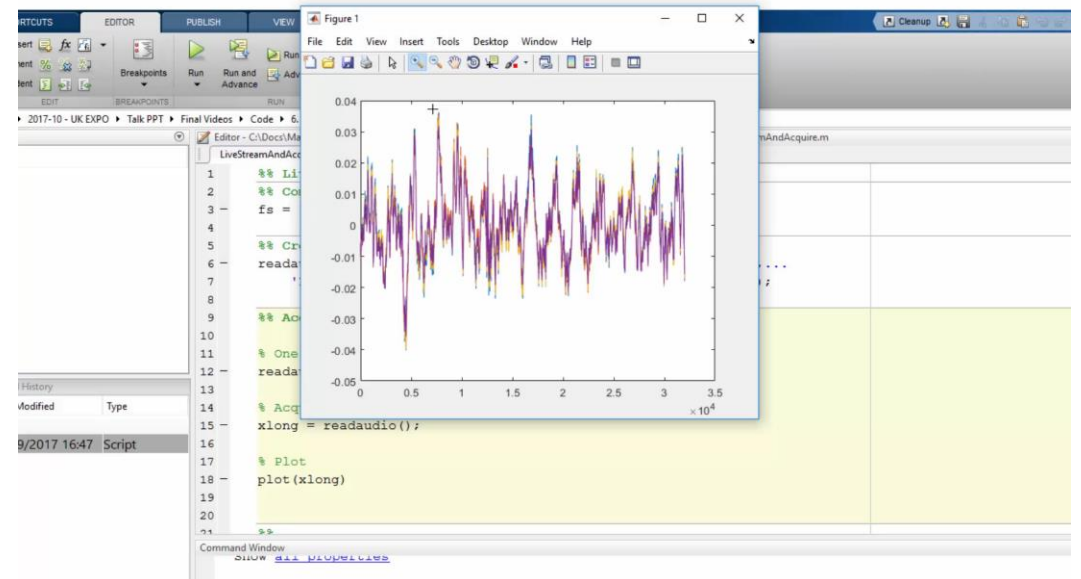 RTCUTS EDITOR PUBLISH VIEW
Figure 1
Cleanup
File Edit View Insert Tools Desktop Window Help
sert fx
Breakpoints Run Run and Advance Run
EDIT BREAKPOINTS RUN
2017-10 - UK EXPO Talk PPT Final Videos Code 6.
Editor - C:\Docs\Ma
mAndAcquire.m
LiveStreamAndAcc
1 %% Li
2 %% Co
3 - fs =
4
5 %% Cr
6 - reada ...
7 ' );
8
9 %% Ac
10
11 % One
12 - reada
13
14 % Acq
15 - xlong = readaudio();
16
17 % Plot
18 - plot(xlong)
19
20
21 %%
0.04
0.03
0.02
0.01
0
-0.01
-0.02
-0.03
-0.04
-0.05
0 0.5 1 1.5 2 2.5 3 3.5
× 10⁴
History
Modified Type
9/2017 16:47 Script
Command Window
Show all properties